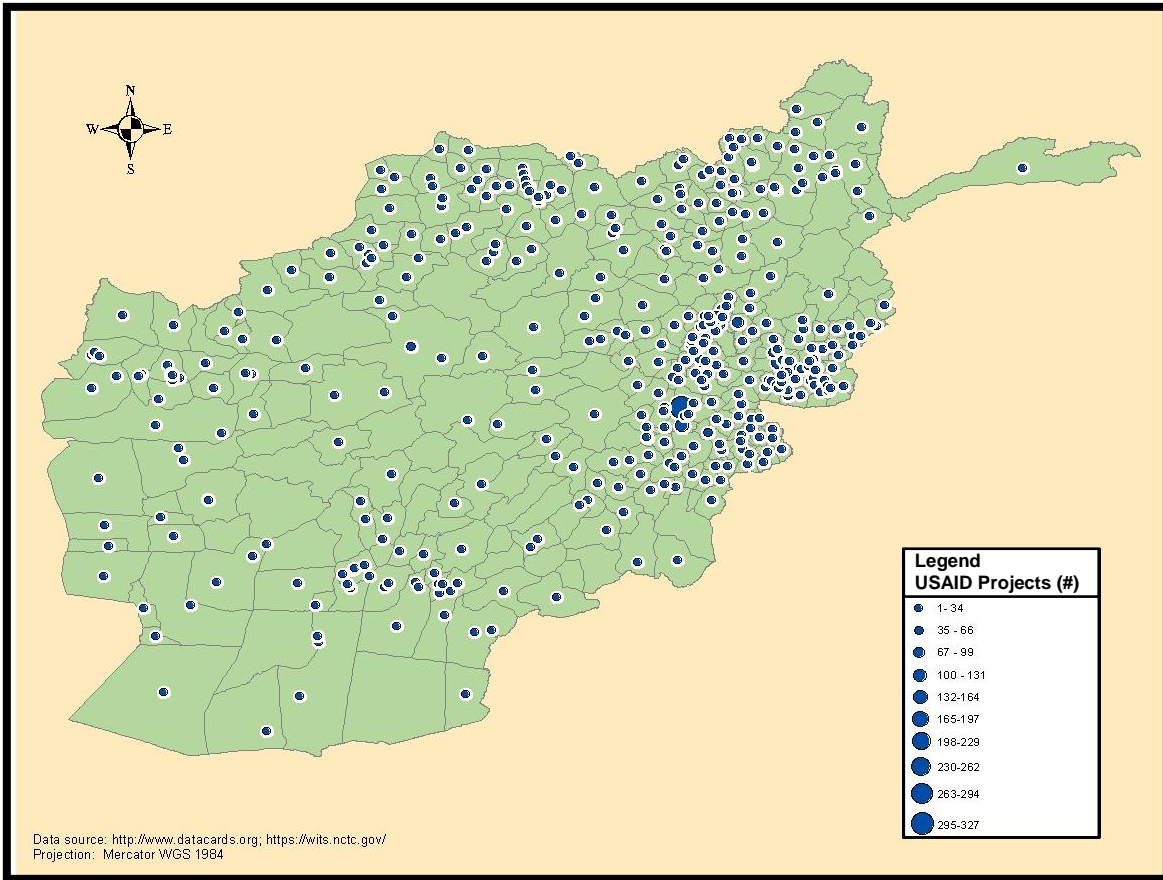 N
W E
S
Legend
USAID Projects (#)
1- 34
35 - 66
67 - 99
100 - 131
132-164
165-197
198-229
230-262
263-294
295-327
Data source: http://www.datacards.org; https://wits.nctc.gov/
Projection: Mercator WGS 1984